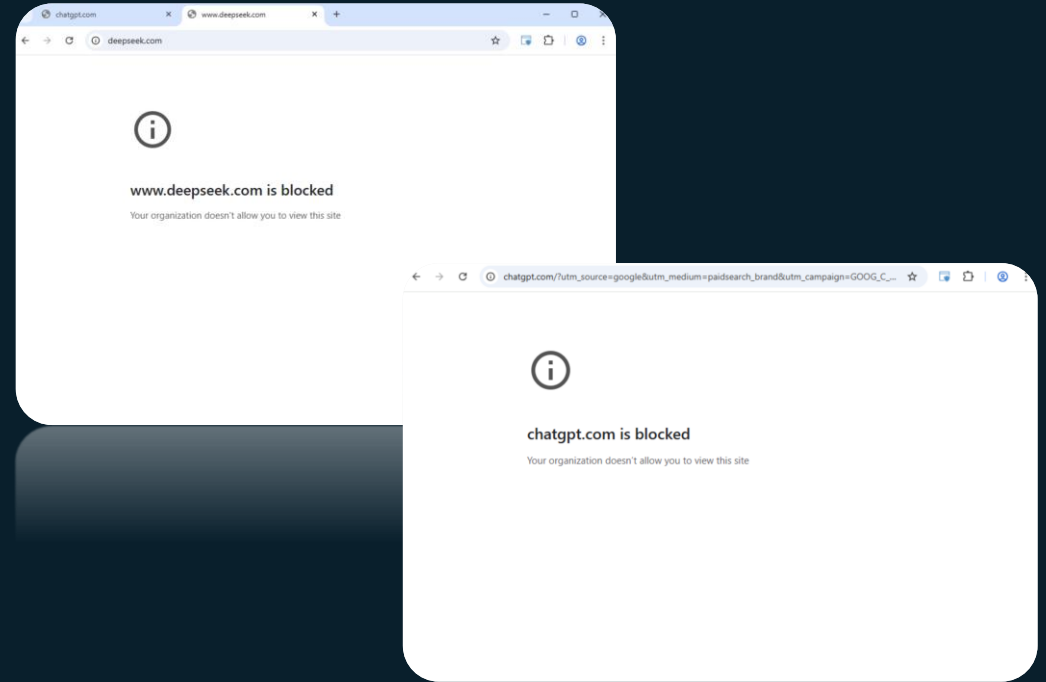 chatgpt.com
www.deepseek.com
deepseek.com
www.deepseek.com is blocked
Your organization doesn't allow you to view this site
chatgpt.com/?utm_source=google&utm_medium=paidsearch_brand&utm_campaign=GOOG_C_...
chatgpt.com is blocked
Your organization doesn't allow you to view this site